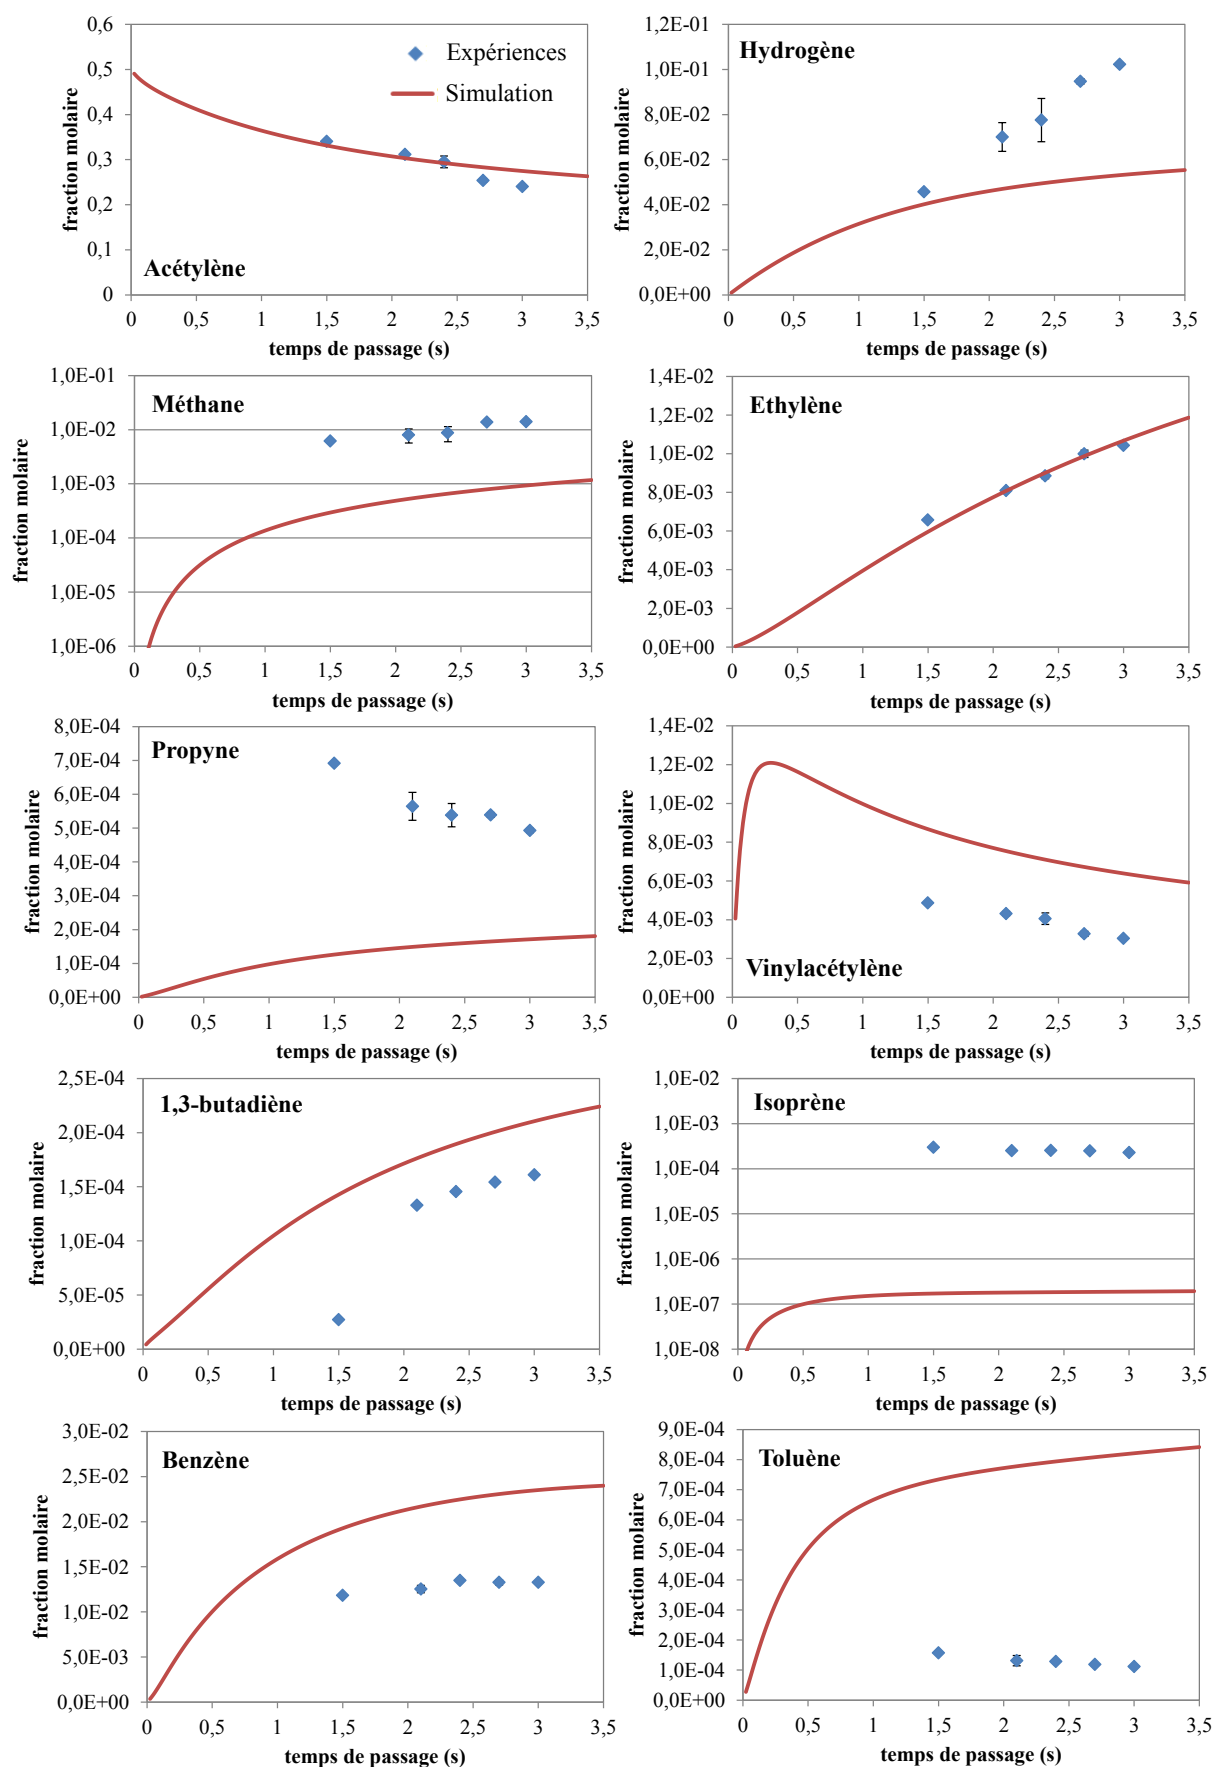 0,6
0,5
0,4
0,3
0,2
0,1
0
fraction molaire
Expériences
Simulation
Acétylène
0 0,5 1 1,5 2 2,5 3 3,5
temps de passage (s)
1,2E-01
1,0E-01
8,0E-02
6,0E-02
4,0E-02
2,0E-02
0,0E+00
fraction molaire
Hydrogène
0 0,5 1 1,5 2 2,5 3 3,5
temps de passage (s)
1,0E-01
1,0E-02
1,0E-03
1,0E-04
1,0E-05
1,0E-06
fraction molaire
Méthane
0 0,5 1 1,5 2 2,5 3 3,5
temps de passage (s)
1,4E-02
1,2E-02
1,0E-02
8,0E-03
6,0E-03
4,0E-03
2,0E-03
0,0E+00
fraction molaire
Ethylène
0 0,5 1 1,5 2 2,5 3 3,5
temps de passage (s)
8,0E-04
7,0E-04
6,0E-04
5,0E-04
4,0E-04
3,0E-04
2,0E-04
1,0E-04
0,0E+00
fraction molaire
Propyne
0 0,5 1 1,5 2 2,5 3 3,5
temps de passage (s)
1,4E-02
1,2E-02
1,0E-02
8,0E-03
6,0E-03
4,0E-03
2,0E-03
0,0E+00
fraction molaire
Vinylacétylène
0 0,5 1 1,5 2 2,5 3 3,5
temps de passage (s)
2,5E-04
2,0E-04
1,5E-04
1,0E-04
5,0E-05
0,0E+00
fraction molaire
1,3-butadiène
0 0,5 1 1,5 2 2,5 3 3,5
temps de passage (s)
1,0E-02
1,0E-03
1,0E-04
1,0E-05
1,0E-06
1,0E-07
1,0E-08
fraction molaire
Isoprène
0 0,5 1 1,5 2 2,5 3 3,5
temps de passage (s)
3,0E-02
2,5E-02
2,0E-02
1,5E-02
1,0E-02
5,0E-03
0,0E+00
fraction molaire
Benzène
0 0,5 1 1,5 2 2,5 3 3,5
temps de passage (s)
9,0E-04
8,0E-04
7,0E-04
6,0E-04
5,0E-04
4,0E-04
3,0E-04
2,0E-04
1,0E-04
0,0E+00
fraction molaire
Toluène
0 0,5 1 1,5 2 2,5 3 3,5
temps de passage (s)